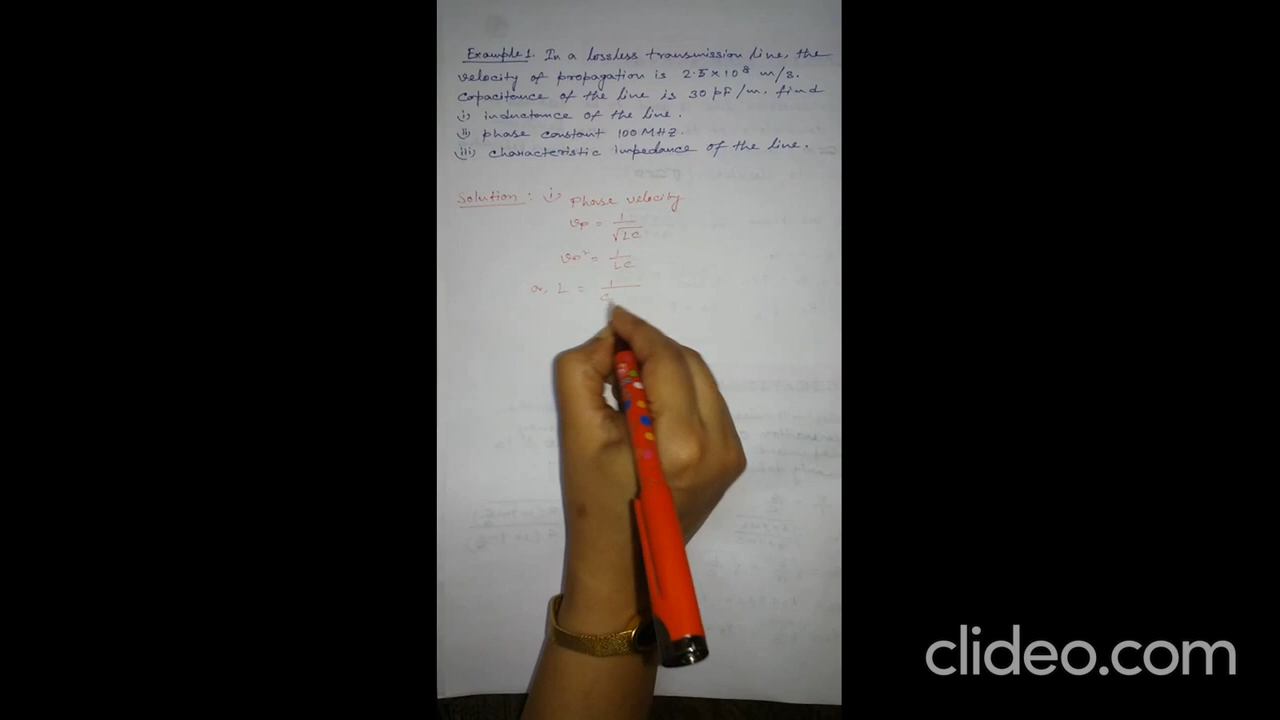 Example 1. In a lossless transmission line, the
velocity of propagation is 2.5×10⁸ m/s.
Capacitance of the line is 30 pF/m. find
i) inductance of the line.
ii) phase constant 100 MHz.
iii) characteristic impedance of the line.
Solution: i) Phase velocity
vp = 1/√LC
vp² = 1/LC
or, L = 1/C
clideo.com